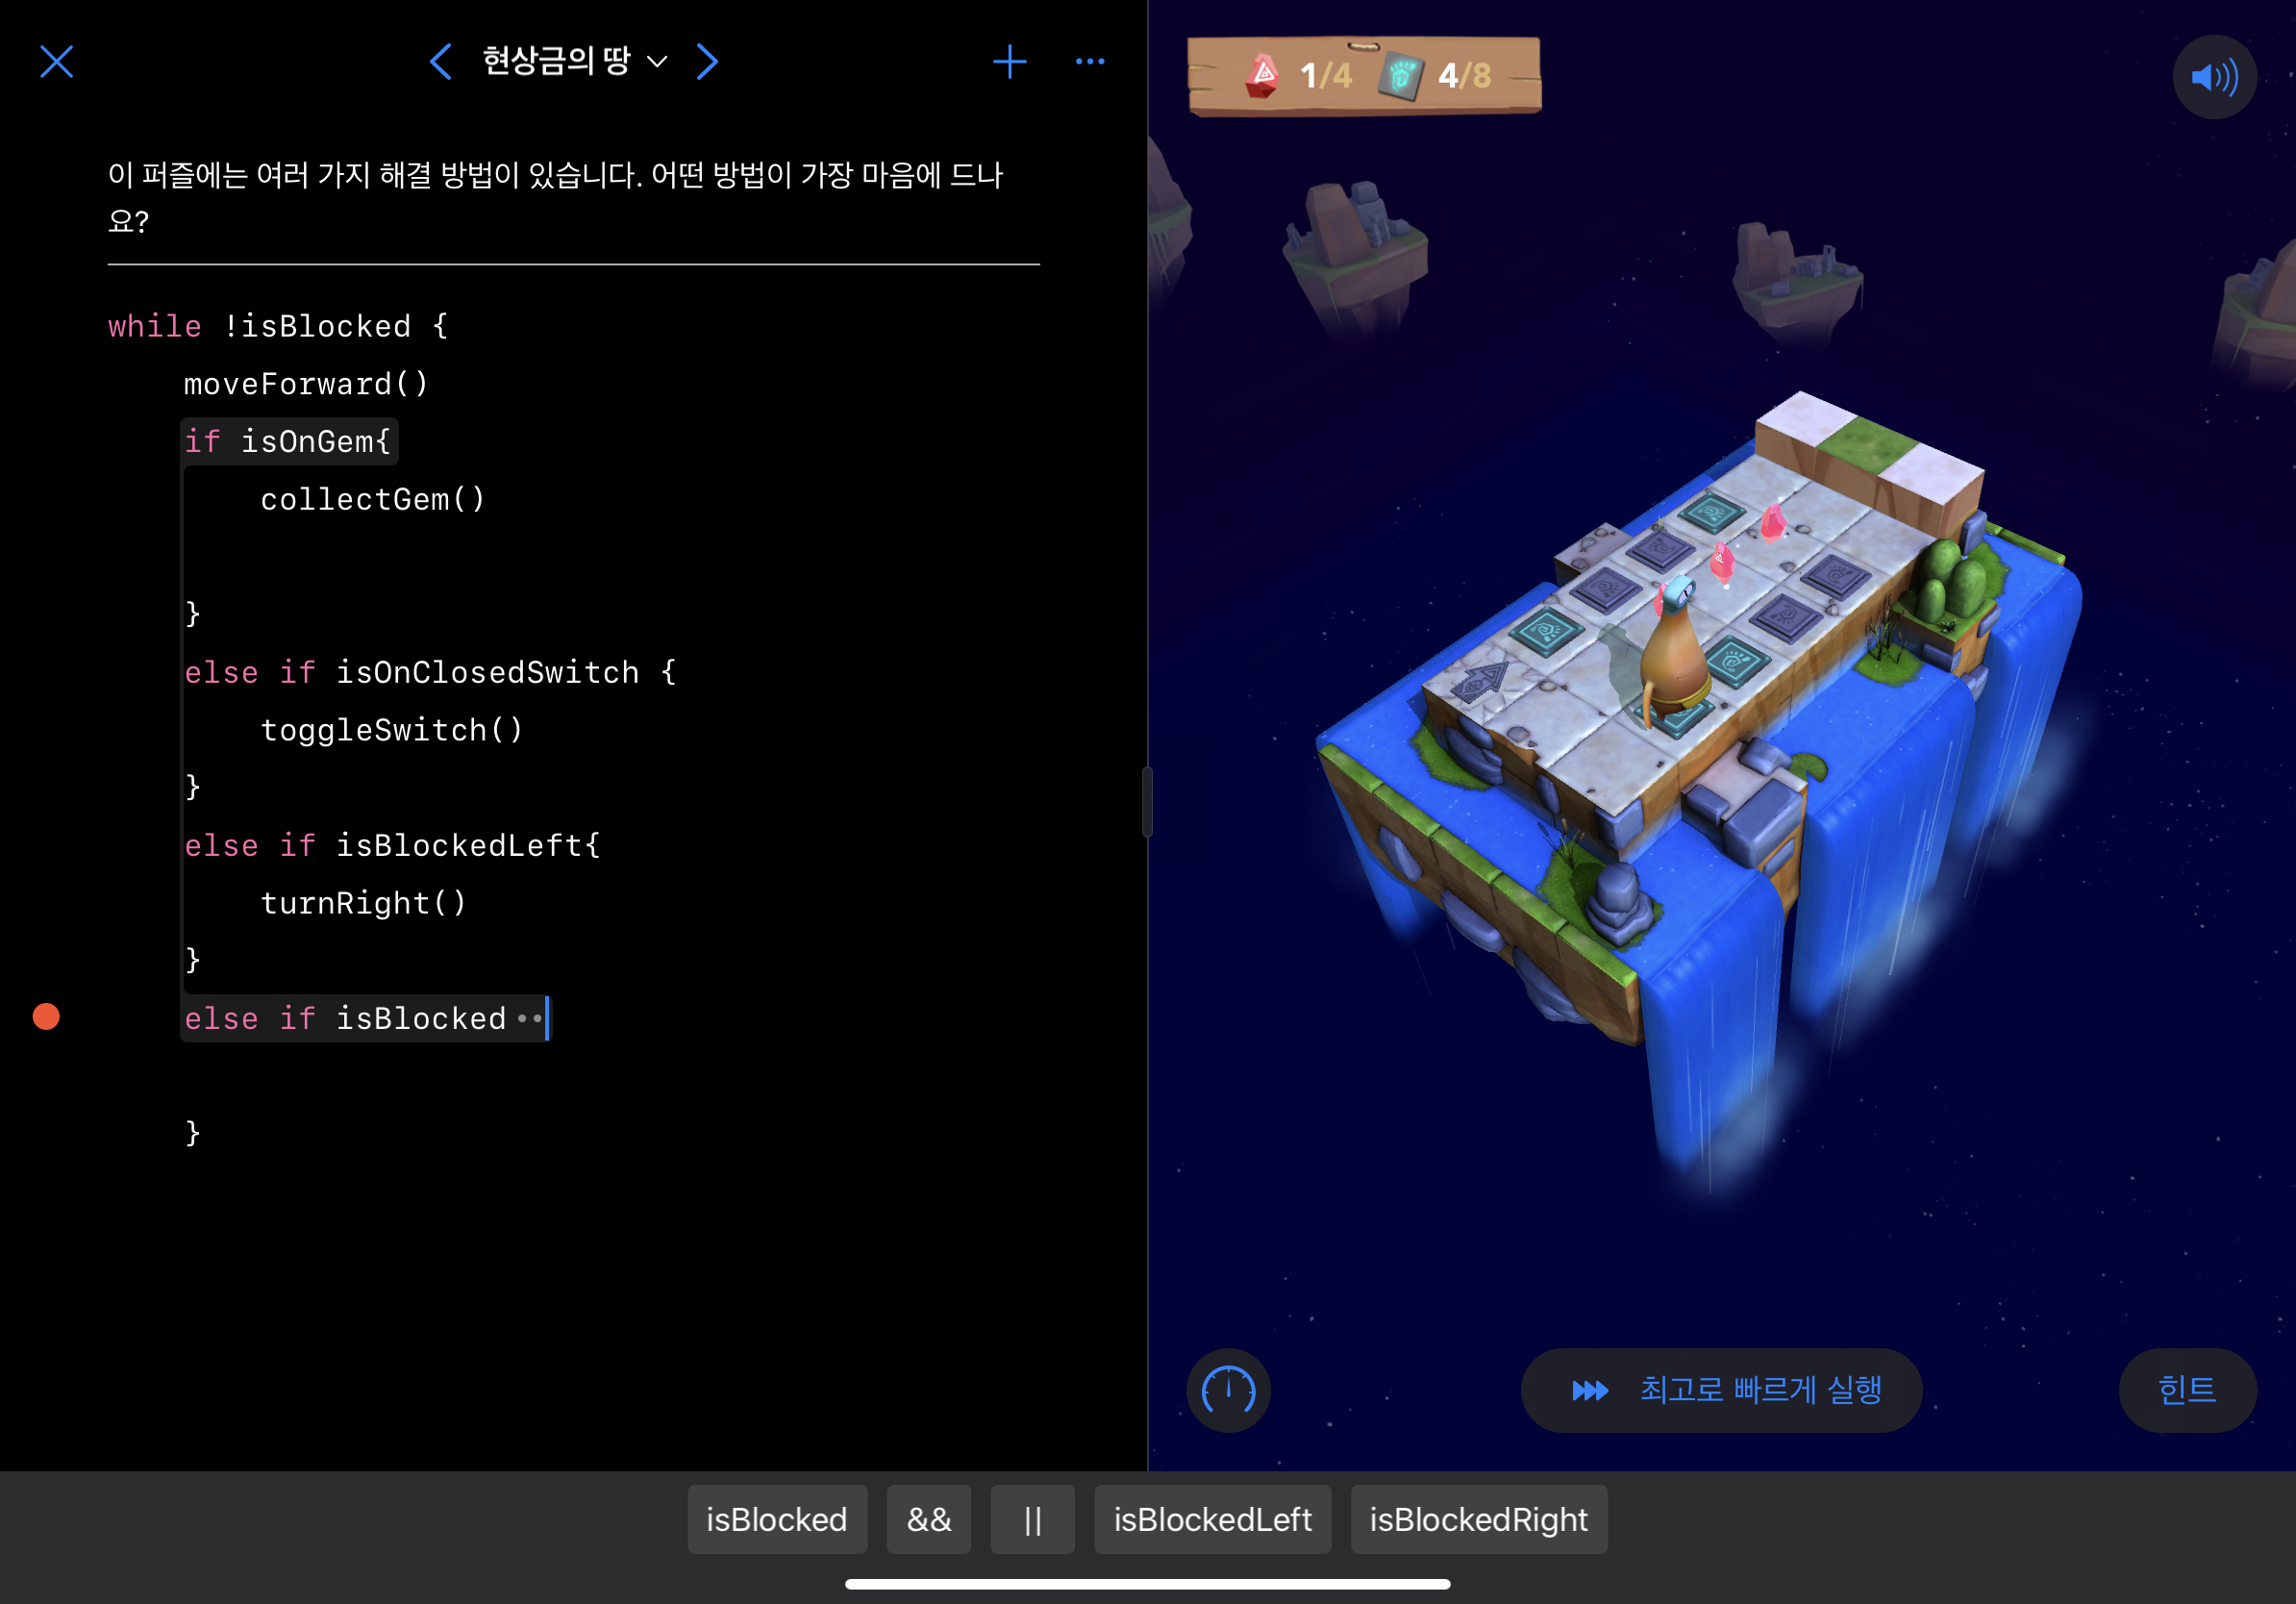 현상금의 땅
이 퍼즐에는 여러 가지 해결 방법이 있습니다. 어떤 방법이 가장 마음에 드나
요?
while !isBlocked {
moveForward()
if isOnGem{
collectGem()
}
else if isOnClosedSwitch {
toggleSwitch()
}
else if isBlockedLeft{
turnRight()
}
else if isBlocked
}
1/4 4/8
최고로 빠르게 실행
힌트
isBlocked && || isBlockedLeft isBlockedRight